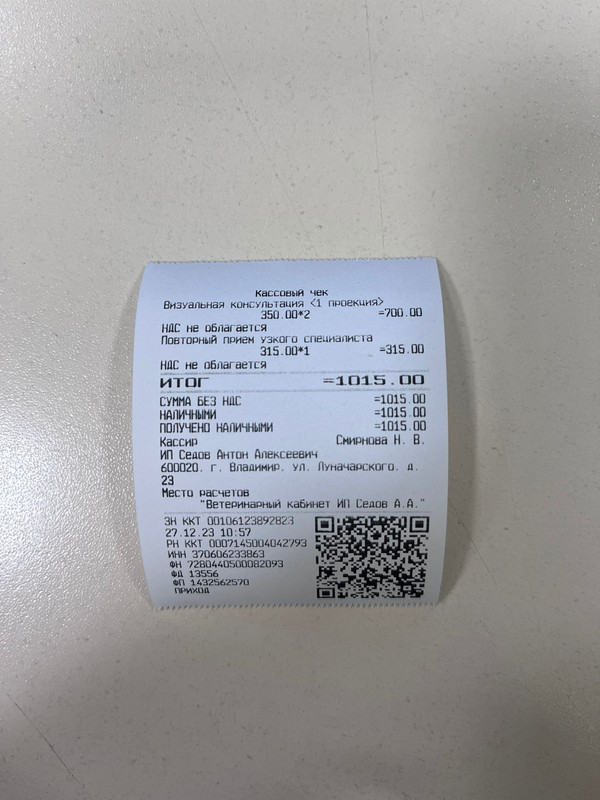 Кассовый чек
Визуальная консультация <1 проекция>
350.00*2 =700.00
НДС не облагается
Повторный прием узкого специалиста
315.00*1 =315.00
НДС не облагается
ИТОГ =1015.00
СУММА БЕЗ НДС =1015.00
НАЛИЧНЫМИ =1015.00
ПОЛУЧЕНО НАЛИЧНЫМИ =1015.00
Кассир Смирнова Н. В.
ИП Седов Антон Алексеевич
600020. г. Владимир. ул. Луначарского. д.
23
Место расчетов
"Ветеринарный кабинет ИП Седов А.А."
ЗН ККТ 00106123892823
27.12.23 10:57
РН ККТ 0007145004042793
ИНН 370606233863
ФН 7280440500082093
ФД 13556
ФП 1432562570
ПРИХОД